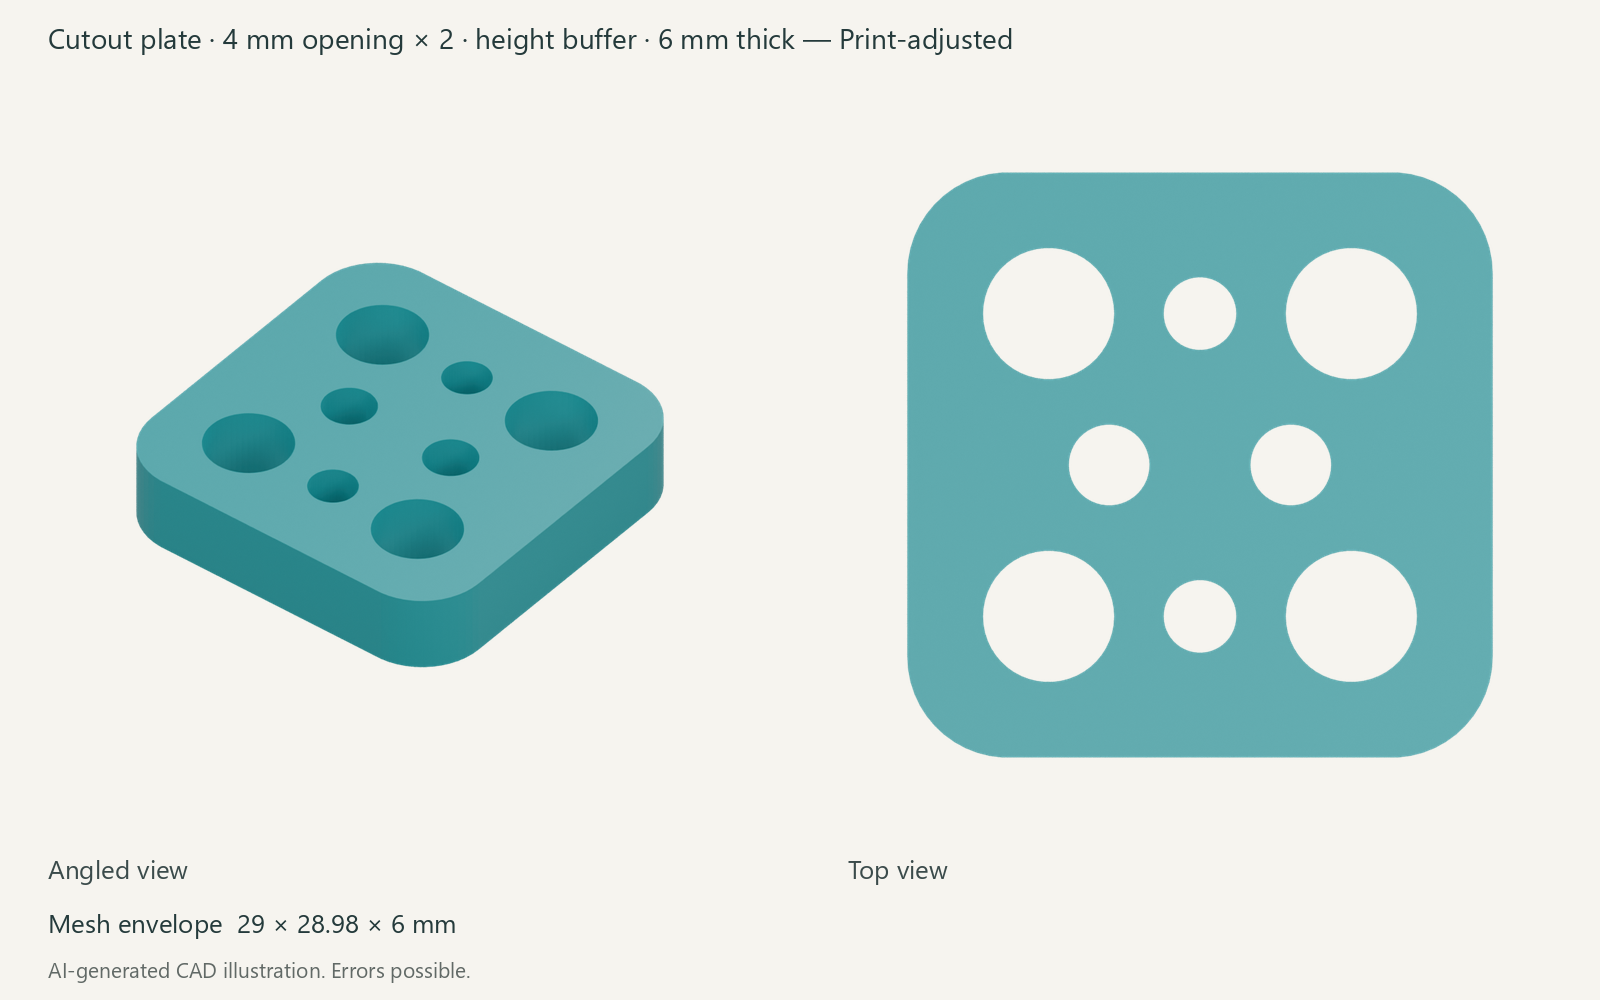 Cutout plate · 4 mm opening × 2 · height buffer · 6 mm thick — Print-adjusted
Angled view
Top view
Mesh envelope 29 × 28.98 × 6 mm
AI-generated CAD illustration. Errors possible.